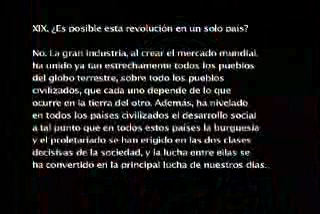 XIX. ¿Es posible esta revolución en un solo país?
No. La gran industria, al crear el mercado mundial,
ha unido ya tan estrechamente todos los pueblos
del globo terrestre, sobre todo los pueblos
civilizados, que cada uno depende de lo que
ocurre en la tierra del otro. Además, ha nivelado
en todos los países civilizados el desarrollo social
a tal punto que en todos estos países la burguesía
y el proletariado se han erigido en las dos clases
decisivas de la sociedad, y la lucha entre ellas se
ha convertido en la principal lucha de nuestros días..